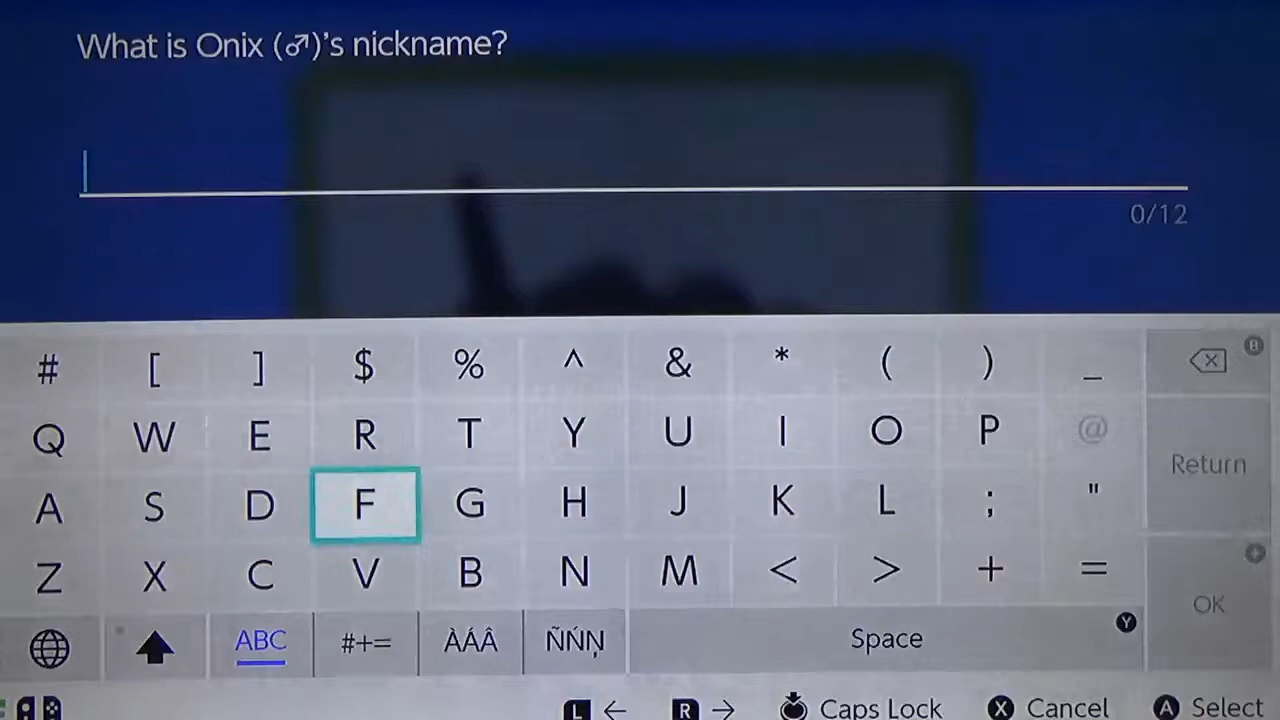 What is Onix (♂)'s nickname?
0/12
# [ ] $ % ^ & * ( ) _ B
Q W E R T Y U I O P @ Return
A S D F G H J K L ; "
Z X C V B N M < > + = OK
ABC #+= ÀÁÂ ÑŃŅ Space Y
L ← R → Caps Lock X Cancel A Select